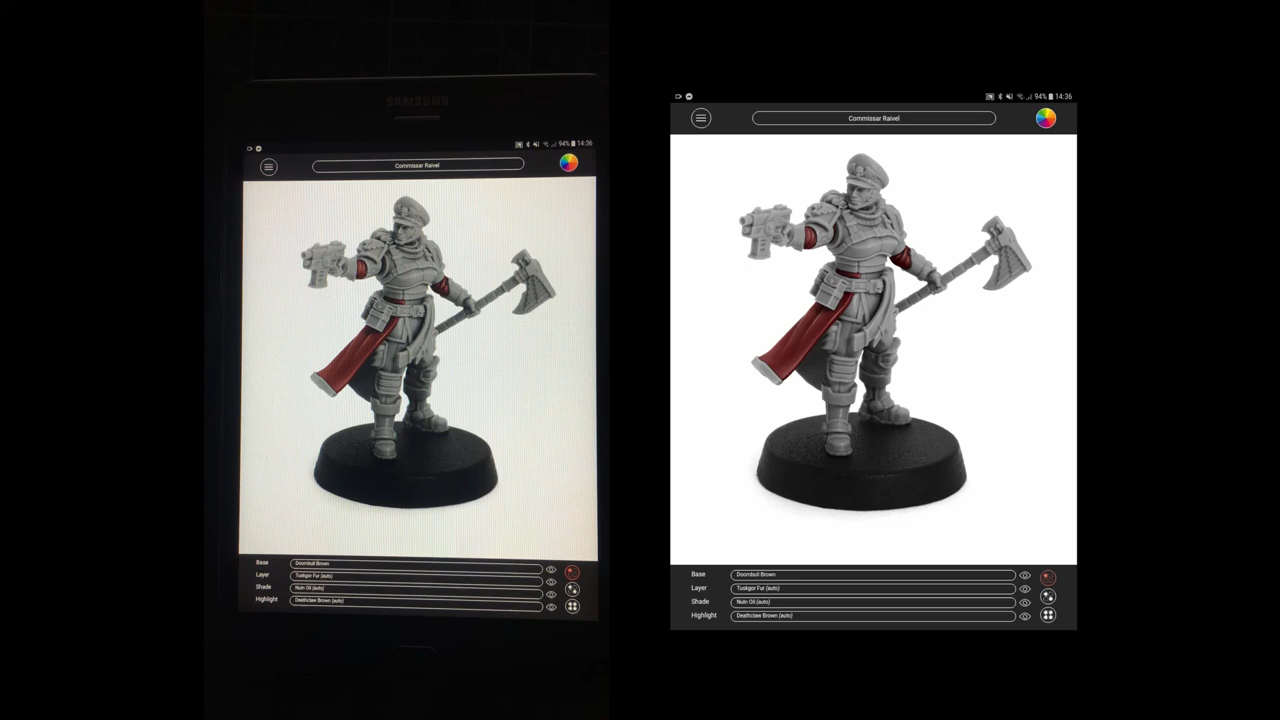 SAMSUNG
94% 14:36
Commissar Raivel
Base Doombull Brown
Layer Tuskgor Fur (auto)
Shade Nuln Oil (auto)
Highlight Deathclaw Brown (auto)
94% 14:36
Commissar Raivel
Base Doombull Brown
Layer Tuskgor Fur (auto)
Shade Nuln Oil (auto)
Highlight Deathclaw Brown (auto)